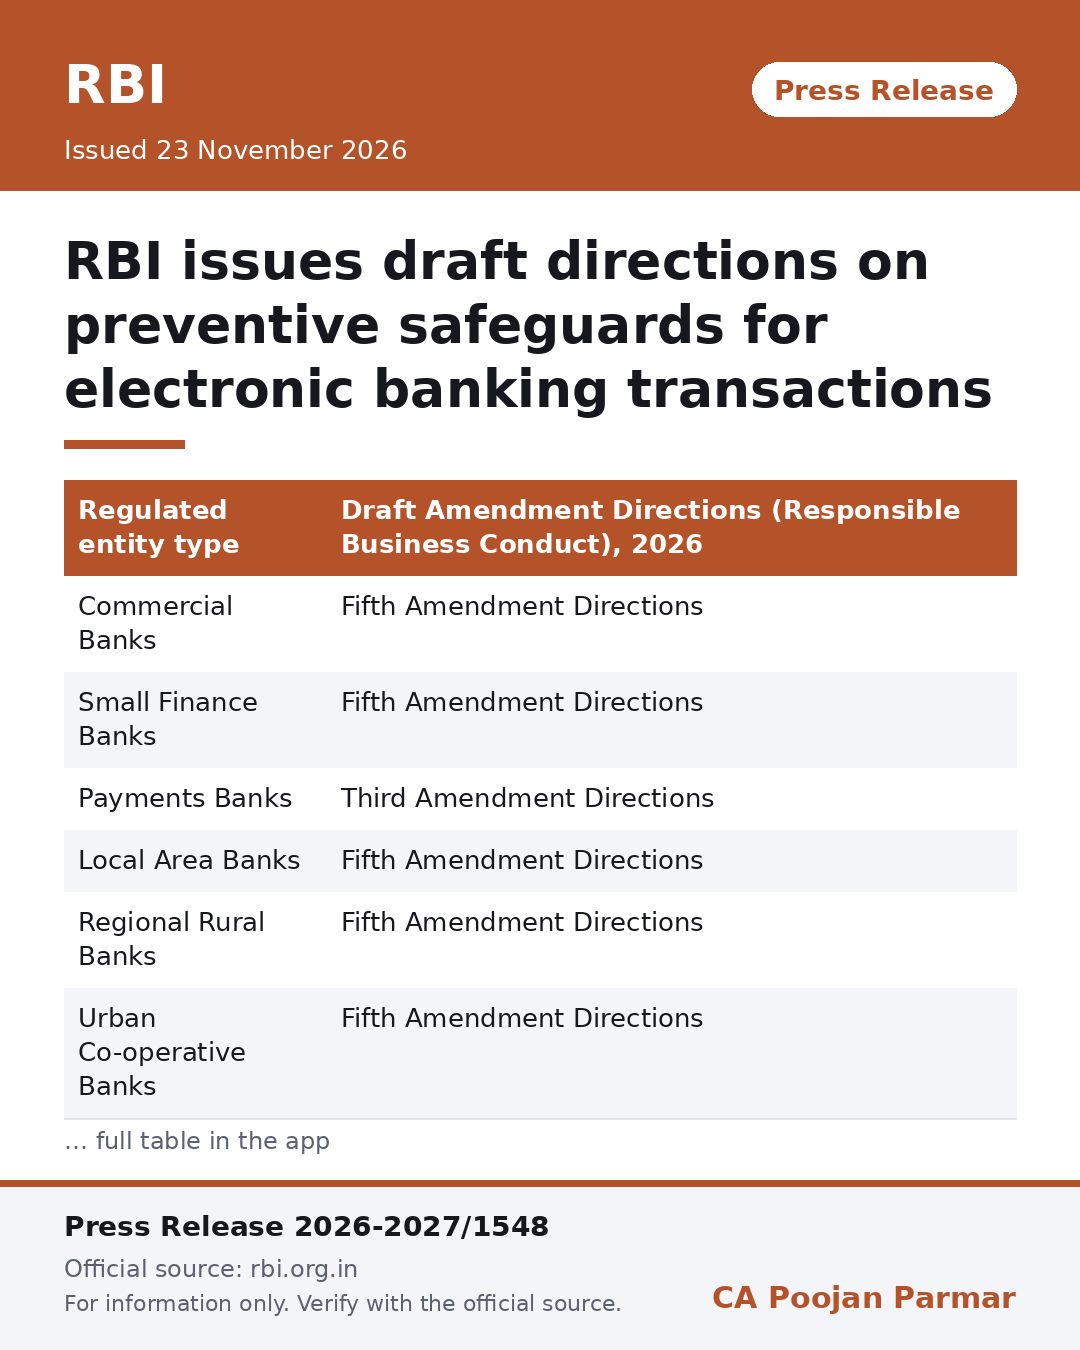 RBI
Press Release
Issued 23 November 2026
RBI issues draft directions on
preventive safeguards for
electronic banking transactions
Regulated entity type
Draft Amendment Directions (Responsible Business Conduct), 2026
Commercial Banks
Fifth Amendment Directions
Small Finance Banks
Fifth Amendment Directions
Payments Banks
Third Amendment Directions
Local Area Banks
Fifth Amendment Directions
Regional Rural Banks
Fifth Amendment Directions
Urban Co-operative Banks
Fifth Amendment Directions
... full table in the app
Press Release 2026-2027/1548
Official source: rbi.org.in
For information only. Verify with the official source.
CA Poojan Parmar